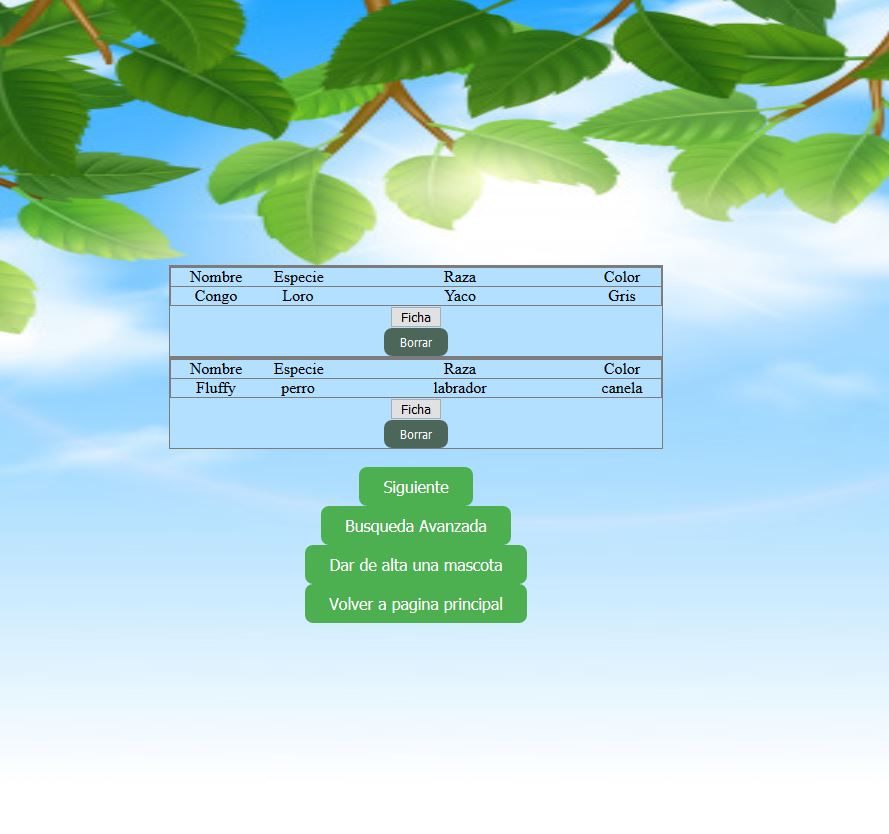 Nombre Especie Raza Color
Congo Loro Yaco Gris
Ficha
Borrar
Nombre Especie Raza Color
Fluffy perro labrador canela
Ficha
Borrar
Siguiente
Busqueda Avanzada
Dar de alta una mascota
Volver a pagina principal